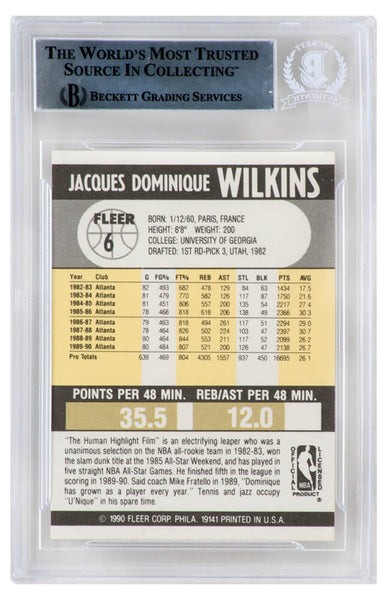 THE WORLD'S MOST TRUSTED
SOURCE IN COLLECTING™
BECKETT GRADING SERVICES
BECKETT
JACQUES DOMINIQUE WILKINS
FLEER
6
BORN: 1/12/60, PARIS, FRANCE
HEIGHT: 6'8" WEIGHT: 200
COLLEGE: UNIVERSITY OF GEORGIA
DRAFTED: 1ST RD-PICK 3, UTAH, 1982
Year Club G FG% FT% REB AST STL BLK PTS AVG
1982-83 Atlanta 82 493 682 478 129 84 63 1434 17.5
1983-84 Atlanta 81 479 770 582 126 117 87 1750 21.6
1984-85 Atlanta 81 451 806 557 200 135 54 2217 27.4
1985-86 Atlanta 78 468 818 618 206 138 49 2366 30.3
1986-87 Atlanta 79 463 818 494 261 117 51 2294 29.0
1987-88 Atlanta 78 464 826 502 224 103 47 2397 30.7
1988-89 Atlanta 80 464 844 553 211 117 52 2099 26.2
1989-90 Atlanta 80 484 807 521 200 126 47 2138 26.7
Pro Totals 639 469 804 4305 1557 937 450 16695 26.1
POINTS PER 48 MIN. REB/AST PER 48 MIN.
35.5 12.0
"The Human Highlight Film" is an electrifying leaper who was a
unanimous selection on the NBA all-rookie team in 1982-83, won
the slam dunk title at the 1985 All-Star Weekend, and has played in
five straight NBA All-Star Games. He finished fifth in the league in
scoring in 1989-90. Said coach Mike Fratello in 1989, "Dominique
has grown as a player every year." Tennis and jazz occupy
"U'Nique" in his spare time.
OFFICIAL LICENSED
NBA
PRODUCT
© 1990 FLEER CORP. PHILA. 19141 PRINTED IN U.S.A.